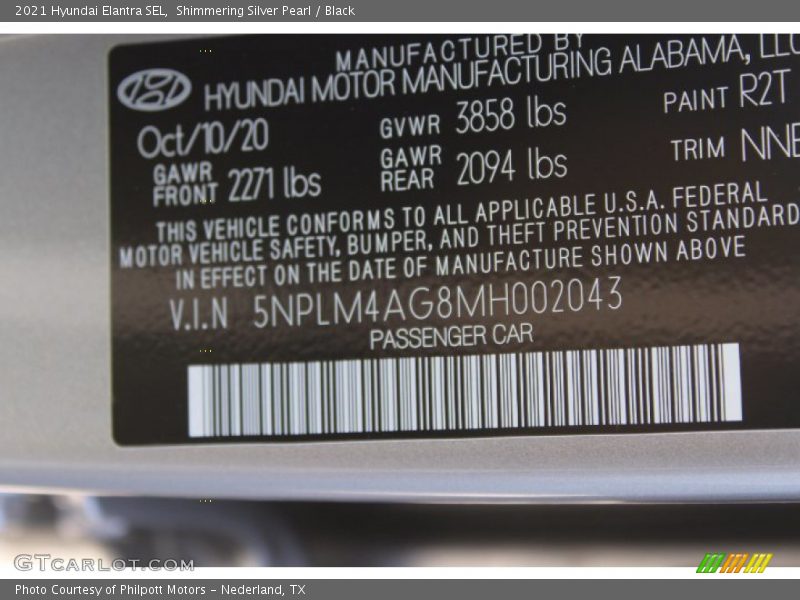 2021 Hyundai Elantra SEL, Shimmering Silver Pearl / Black
MANUFACTURED BY
HYUNDAI MOTOR MANUFACTURING ALABAMA, LLC
Oct/10/20 GVWR 3858 lbs PAINT R2T
GAWR FRONT 2271 lbs GAWR REAR 2094 lbs TRIM NNE
THIS VEHICLE CONFORMS TO ALL APPLICABLE U.S.A. FEDERAL
MOTOR VEHICLE SAFETY, BUMPER, AND THEFT PREVENTION STANDARD
IN EFFECT ON THE DATE OF MANUFACTURE SHOWN ABOVE
V.I.N 5NPLM4AG8MH002043
PASSENGER CAR
GTCARLOT.COM
Photo Courtesy of Philpott Motors - Nederland, TX